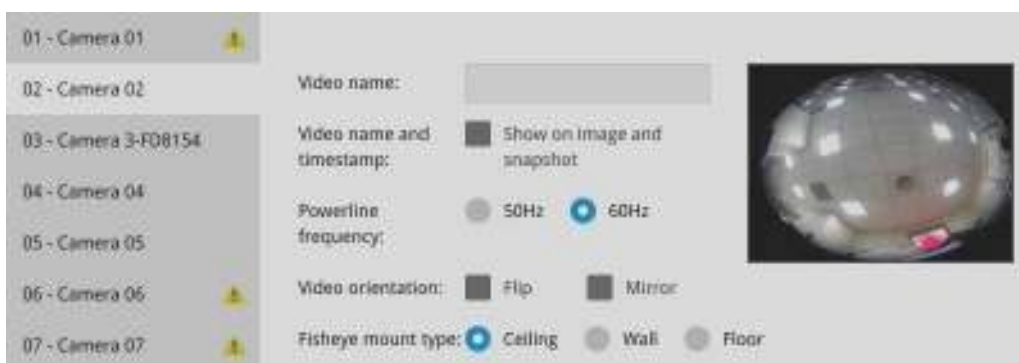 01 - Camera 01
02 - Camera 02
03 - Camera 3-FD8154
04 - Camera 04
05 - Camera 05
06 - Camera 06
07 - Camera 07
Video name:
Video name and
timestamp:
Show on image and
snapshot
Powerline
frequency:
50Hz 60Hz
Video orientation: Flip Mirror
Fisheye mount type: Ceiling Wall Floor